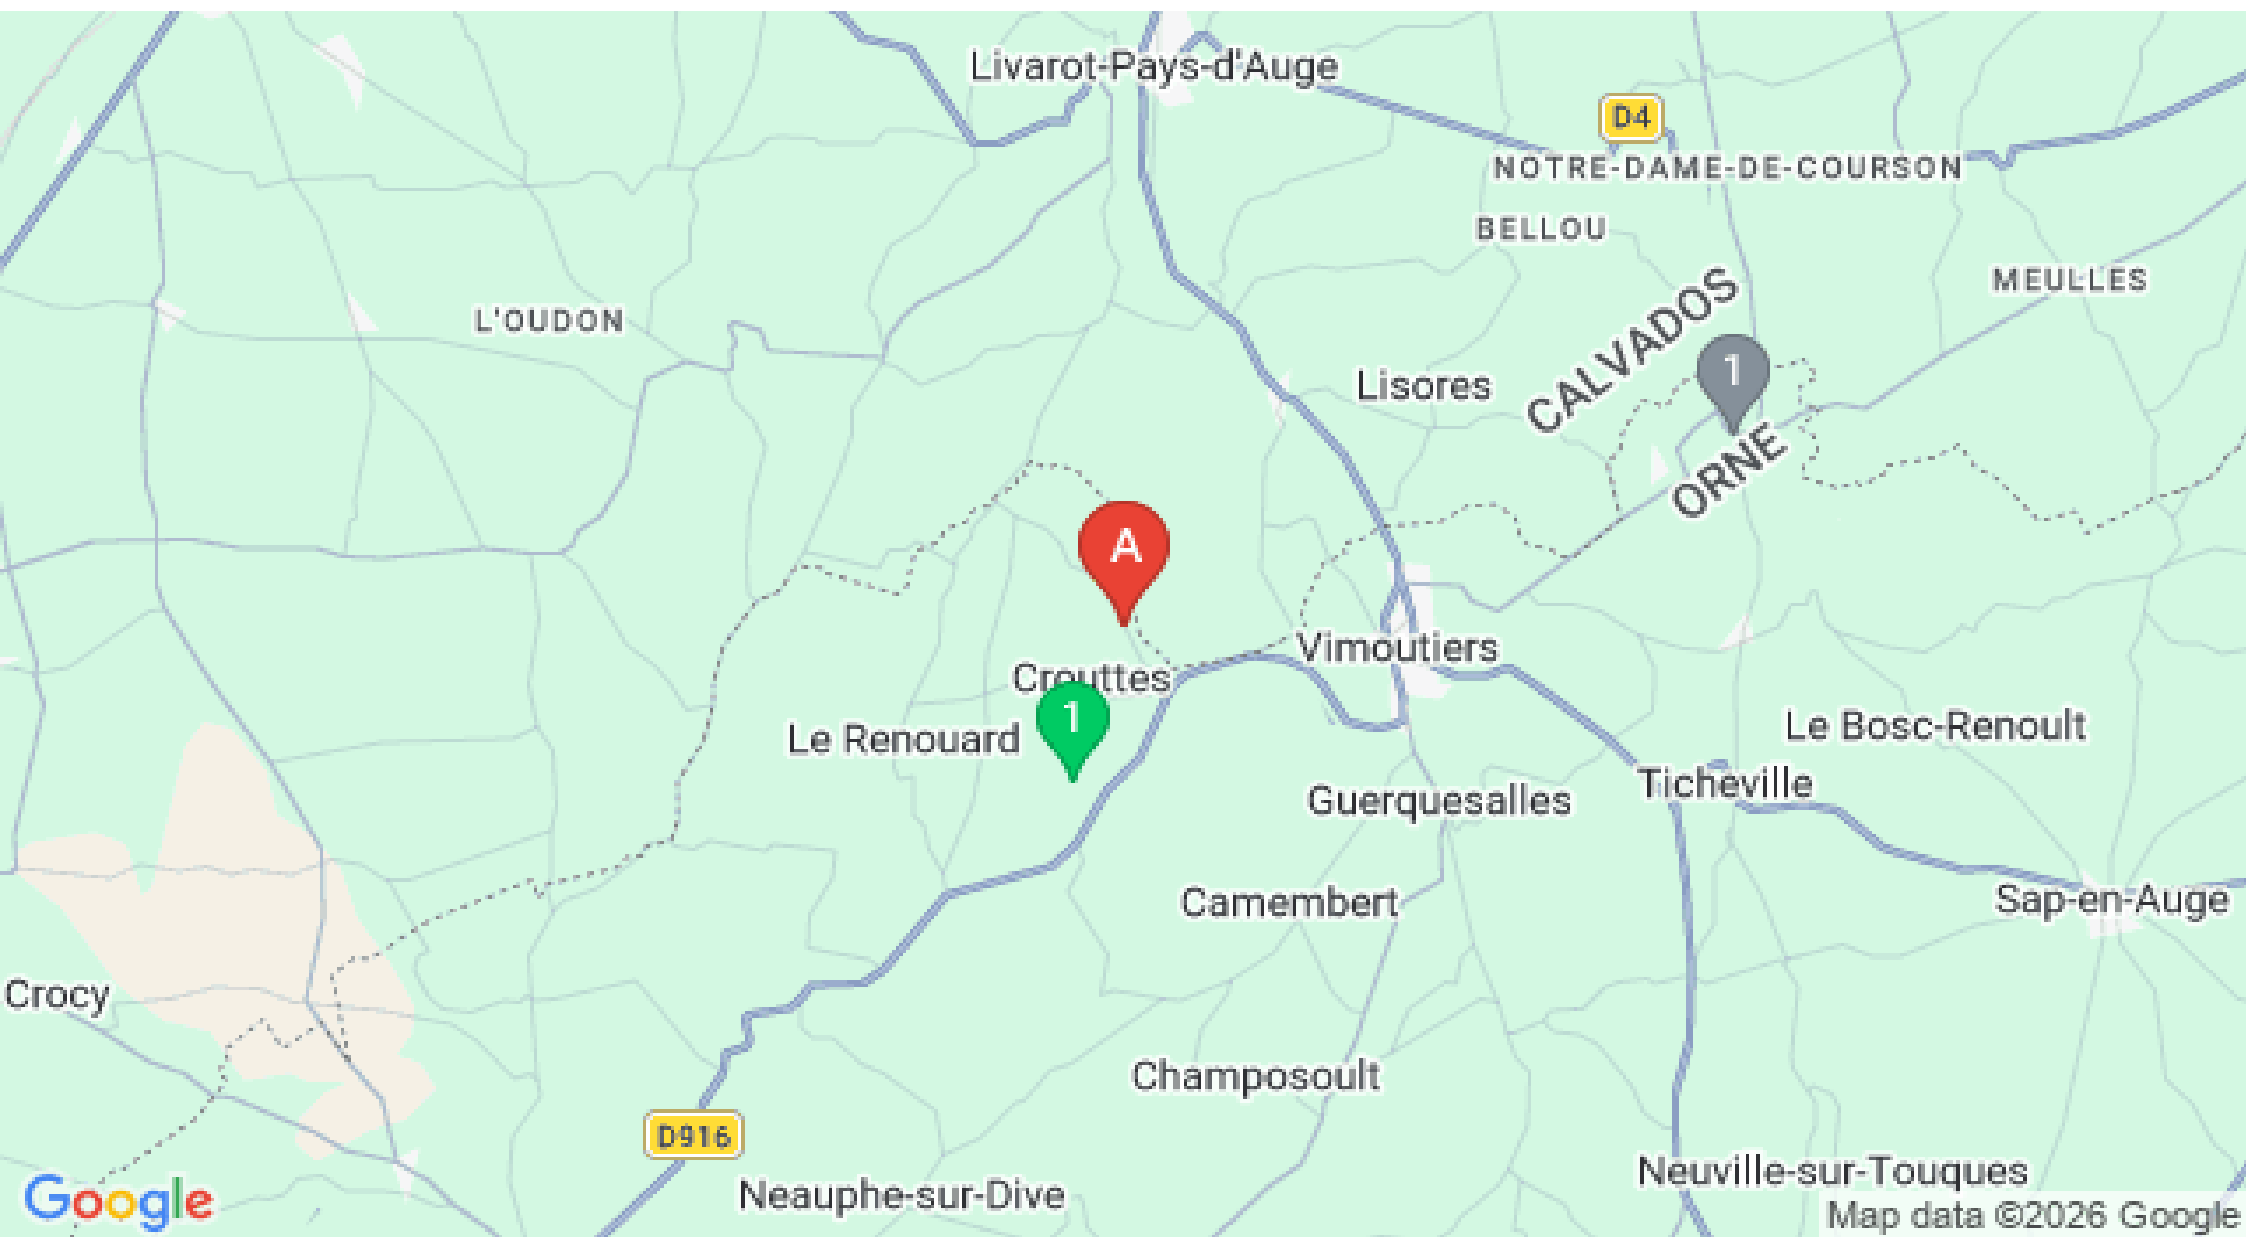 Livarot-Pays-d'Auge
D4
NOTRE-DAME-DE-COURSON
BELLOU
MEULLES
L'OUDON
CALVADOS
1
Lisores
ORNE
A
Vimoutiers
Crouttes
1
Le Renouard
Le Bosc-Renoult
Ticheville
Guerquesalles
Camembert
Sap-en-Auge
Crocy
Champosoult
D916
Neuville-sur-Touques
Neauphe-sur-Dive
Google
Map data ©2026 Google